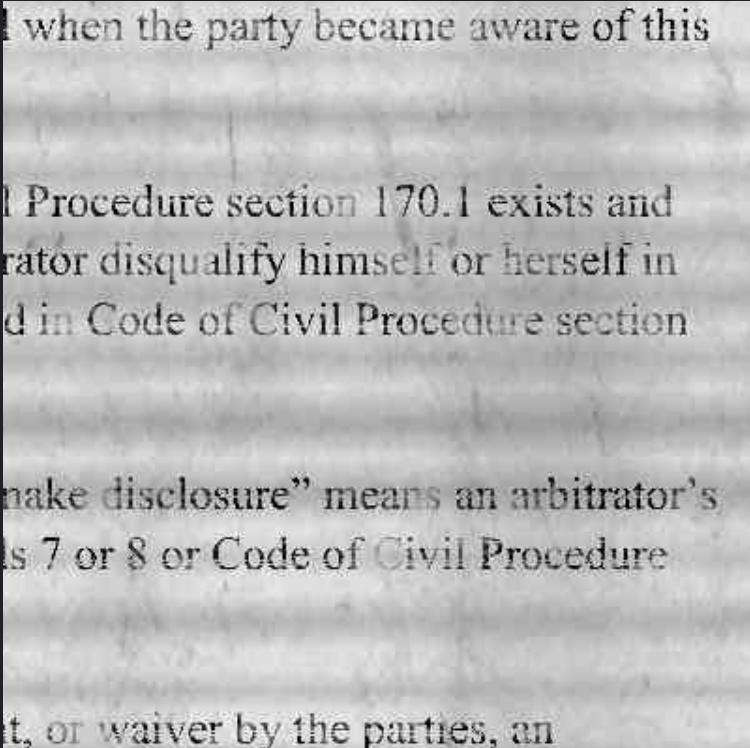 l when the party became aware of this
l Procedure section 170.1 exists and
rator disqualify himself or herself in
d in Code of Civil Procedure section
nake disclosure” means an arbitrator’s
ls 7 or 8 or Code of Civil Procedure
t, or waiver by the parties, an